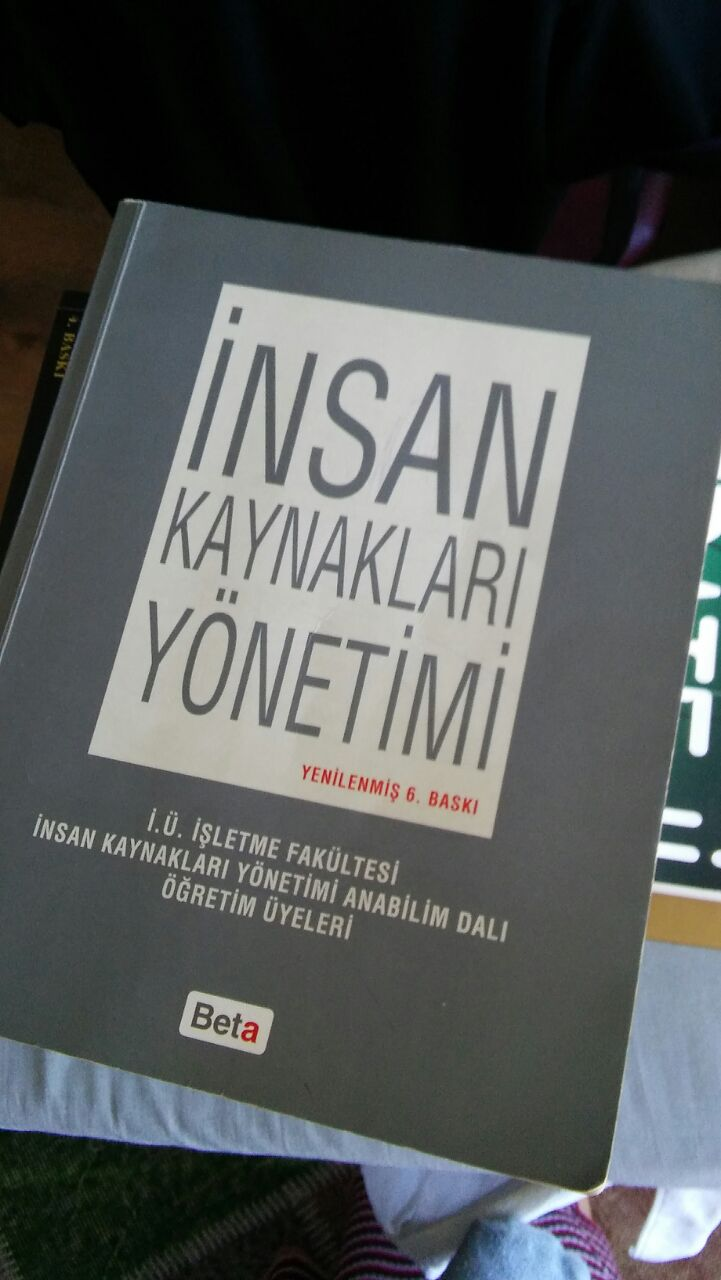 İNSAN
KAYNAKLARI
YÖNETİMİ
YENİLENMİŞ 6. BASKI
İ.Ü. İŞLETME FAKÜLTESİ
İNSAN KAYNAKLARI YÖNETİMİ ANABİLİM DALI
ÖĞRETİM ÜYELERİ
Beta
BASKI